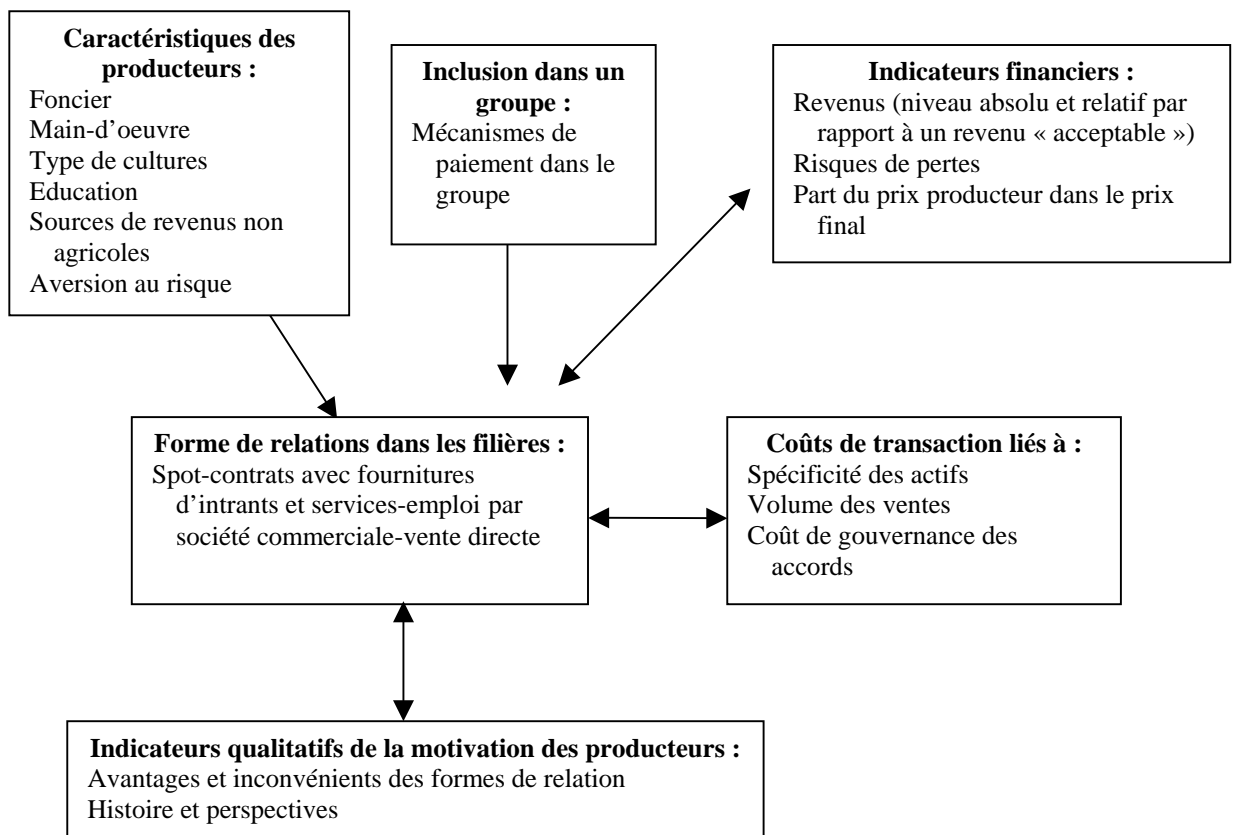 Caractéristiques des
producteurs :
Foncier
Main-d'oeuvre
Type de cultures
Education
Sources de revenus non
agricoles
Aversion au risque
Inclusion dans un
groupe :
Mécanismes de
paiement dans le
groupe
Indicateurs financiers :
Revenus (niveau absolu et relatif par
rapport à un revenu « acceptable »)
Risques de pertes
Part du prix producteur dans le prix
final
Forme de relations dans les filières :
Spot-contrats avec fournitures
d'intrants et services-emploi par
société commerciale-vente directe
Coûts de transaction liés à :
Spécificité des actifs
Volume des ventes
Coût de gouvernance des
accords
Indicateurs qualitatifs de la motivation des producteurs :
Avantages et inconvénients des formes de relation
Histoire et perspectives